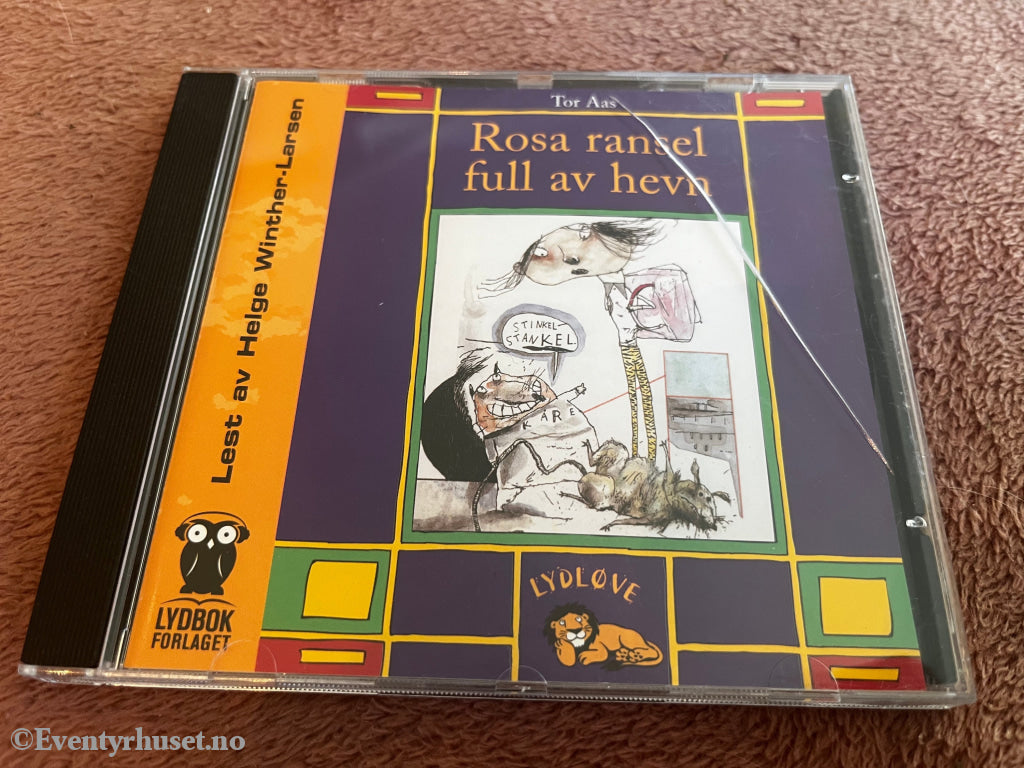 Tor Aas
Rosa ransel
full av hevn
Lest av Helge Winther-Larsen
STINKEL-
STANKEL
KARE
LYDLØVE
LYDBOK
FORLAGET
©Eventyrhuset.no